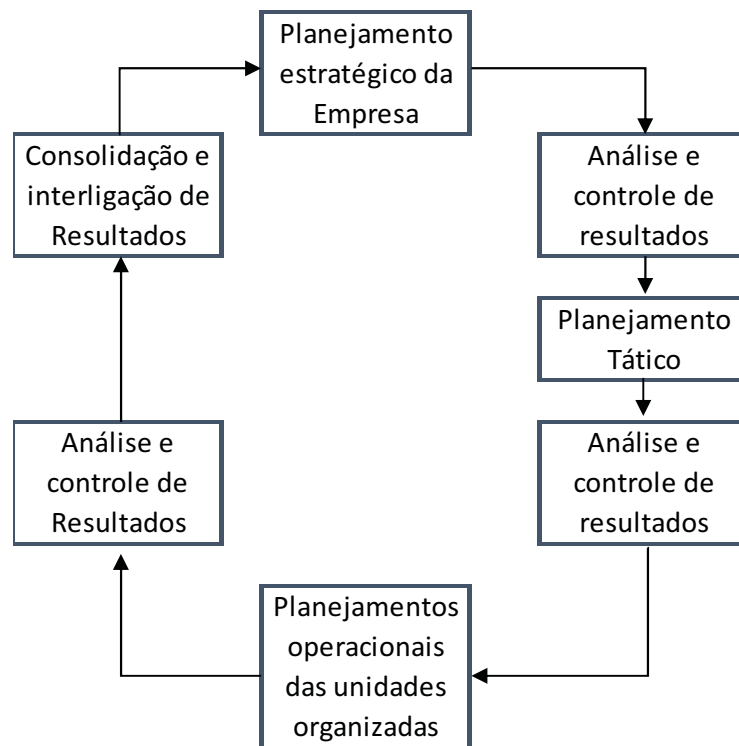 Planejamento
estratégico da
Empresa
Análise e
controle de
resultados
Planejamento
Tático
Análise e
controle de
resultados
Planejamentos
operacionais
das unidades
organizadas
Análise e
controle de
Resultados
Consolidação e
interligação de
Resultados